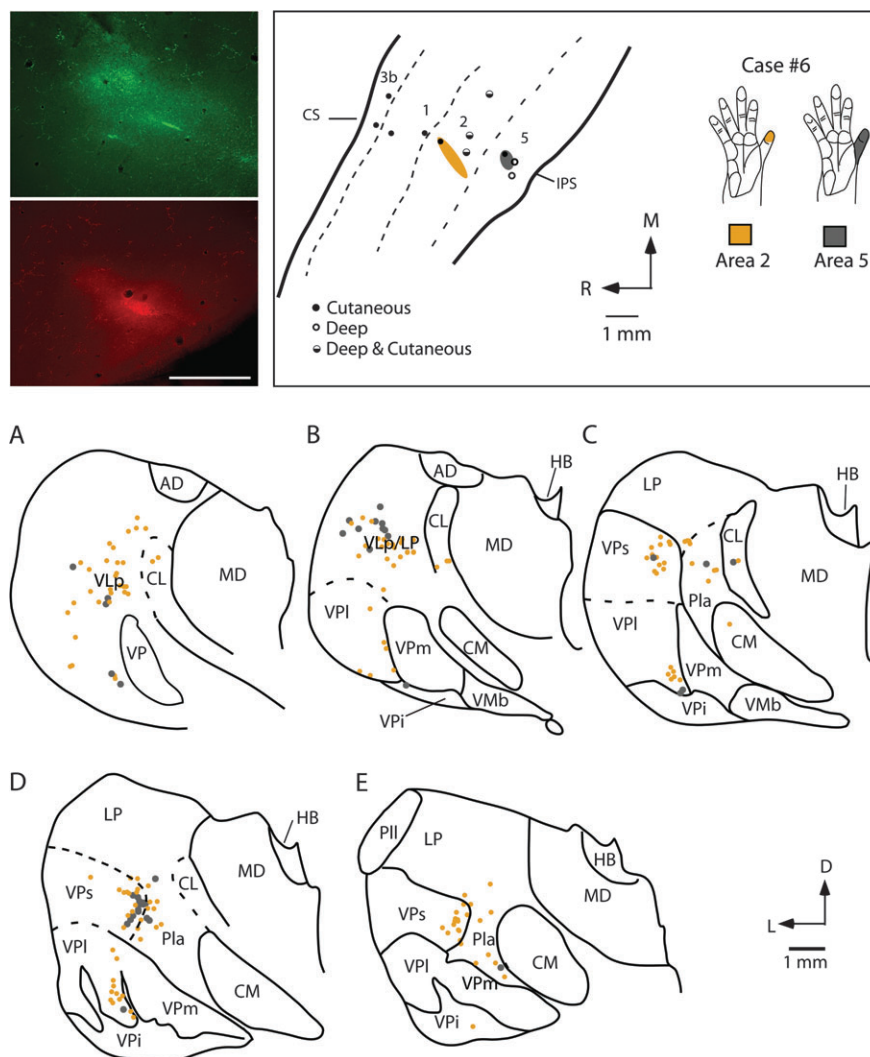 3b
CS
1
2
5
IPS
Case #6
M
R
1 mm
Area 2 Area 5
Cutaneous
Deep
Deep & Cutaneous
A
AD
VLp
CL
MD
VP
B
HB
AD
CL
VLp/LP
MD
VPl
VPm
CM
VPi
VMb
C
HB
LP
CL
VPs
MD
Pla
VPl
CM
VPm
VPi
VMb
D
HB
LP
MD
VPs
CL
VPl
Pla
CM
VPm
VPi
E
Pll
LP
HB
MD
VPs
Pla
VPl
CM
VPm
VPi
D
L
1 mm